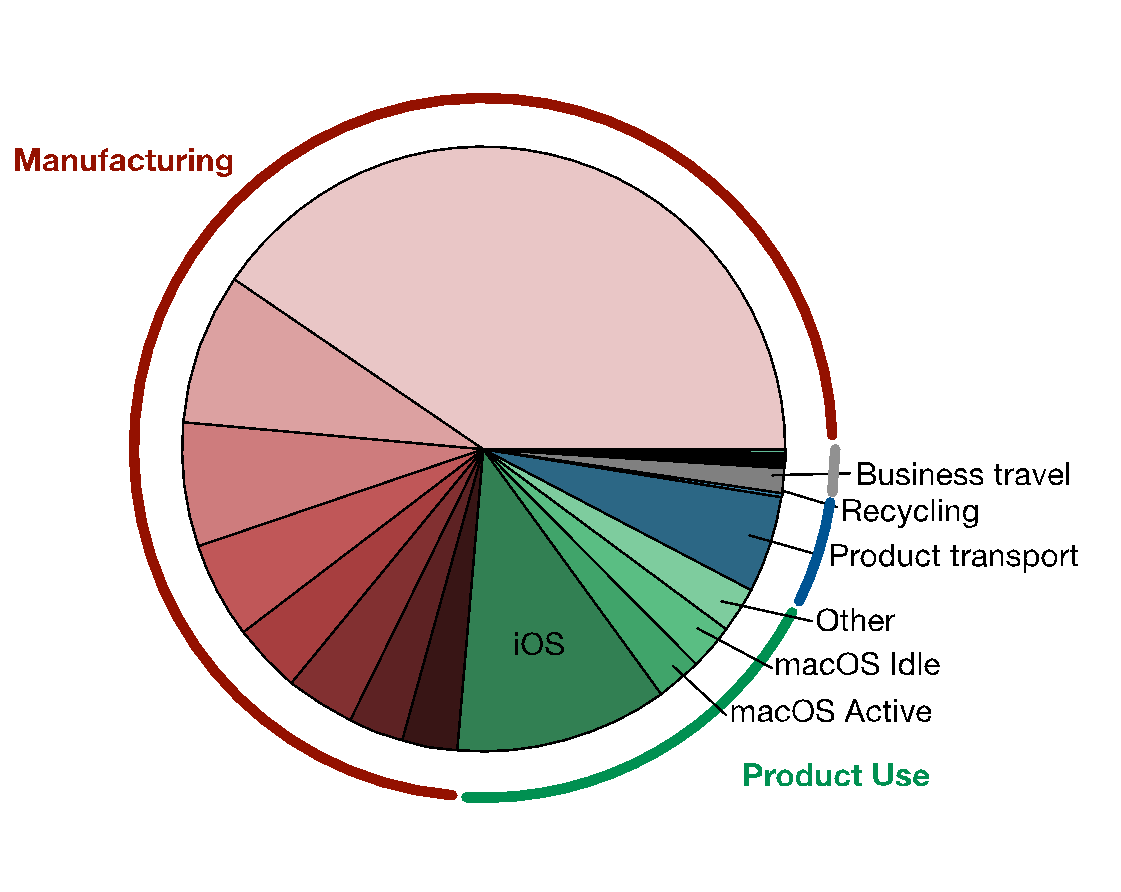 Manufacturing
Business travel
Recycling
Product transport
Other
iOS
macOS Idle
macOS Active
Product Use